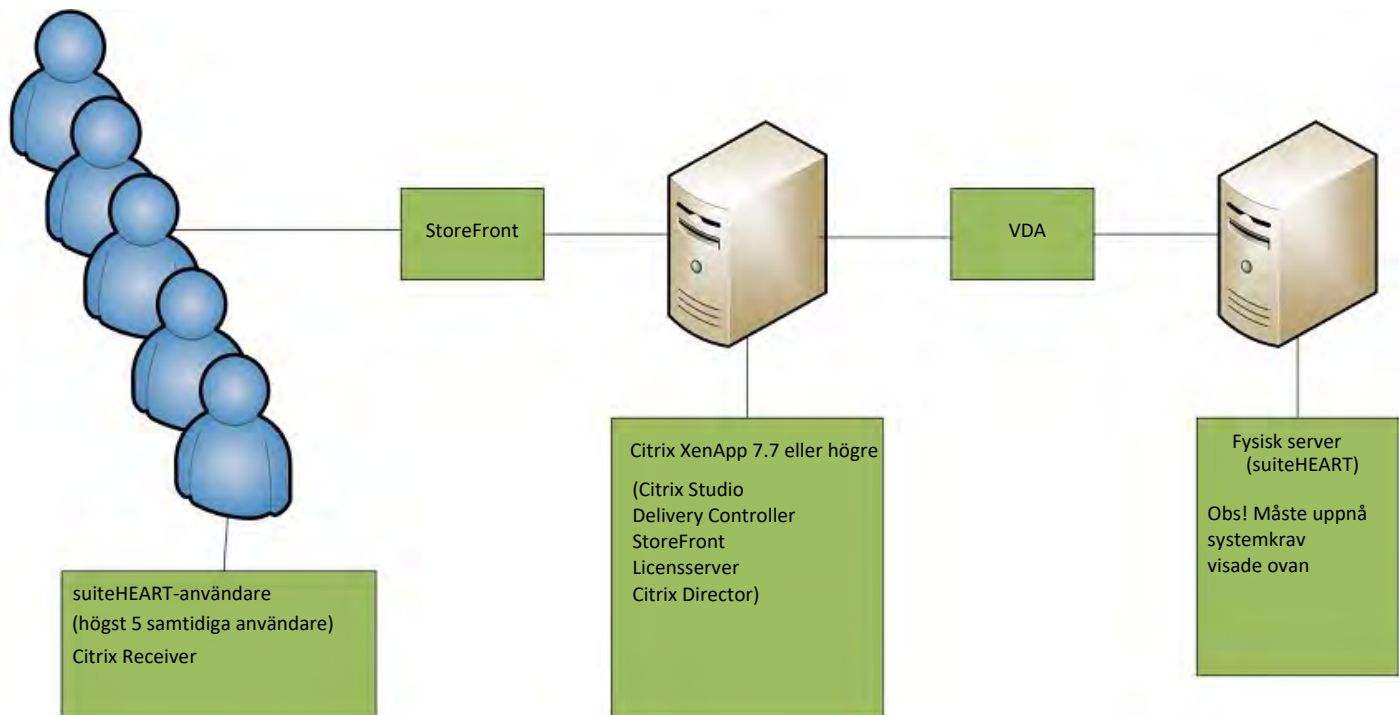 StoreFront
VDA
suiteHEART-användare
(högst 5 samtidiga användare)
Citrix Receiver
Citrix XenApp 7.7 eller högre
(Citrix Studio
Delivery Controller
StoreFront
Licensserver
Citrix Director)
Fysisk server
(suiteHEART)
Obs! Måste uppnå
systemkrav
visade ovan